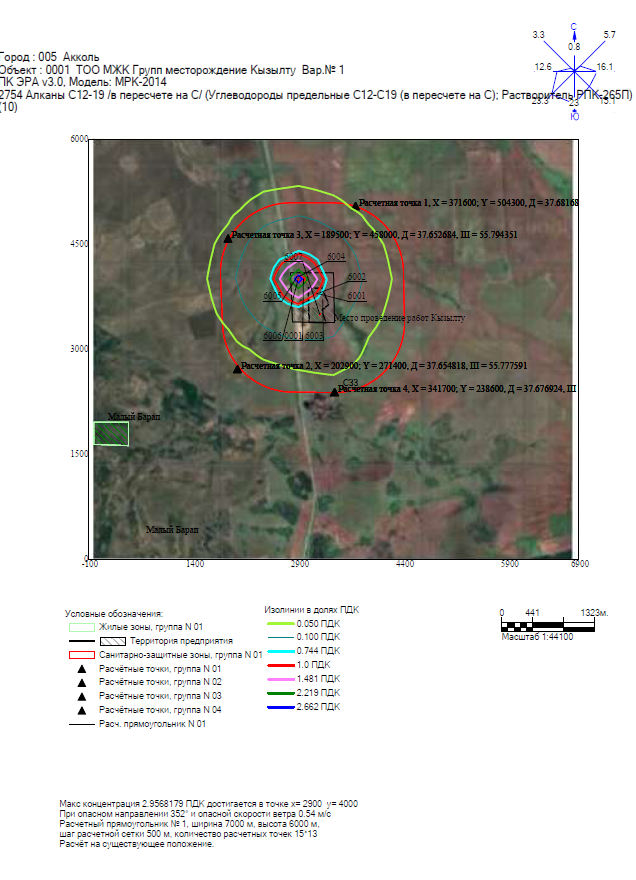 С
3.3
5.7
0.8
12.6
16.1
23.3
23
15.1
Ю
Город : 005 Акколь
Объект : 0001 ТОО МЖК Групп месторождение Кызылту Вар.№ 1
ПК ЭРА v3.0, Модель: МРК-2014
2754 Алканы С12-19 /в пересчете на С/ (Углеводороды предельные С12-С19 (в пересчете на С); Растворитель РПК-265П)
(10)
6000
4500
3000
1500
0
-100
1400
2900
4400
5900
6900
Расчетная точка 1, X = 371600; Y = 504300, Д = 37.68168
Расчетная точка 3, X = 189500; Y = 458000, Д = 37.652684, Ш = 55.794351
6007
6004
6002
6005
6001
Место проведение работ Кызылту
6006
0001
6003
Расчетная точка 2, X = 202900; Y = 271400, Д = 37.654818, Ш = 55.777591
СЗЗ
Расчетная точка 4, X = 341700; Y = 238600, Д = 37.676924, Ш
Малый Барап
Малый Барап
Условные обозначения:
Жилые зоны, группа N 01
Территория предприятия
Санитарно-защитные зоны, группа N 01
Расчётные точки, группа N 01
Расчётные точки, группа N 02
Расчётные точки, группа N 03
Расчётные точки, группа N 04
Расч. прямоугольник N 01
Изолинии в долях ПДК
0.050 ПДК
0.100 ПДК
0.744 ПДК
1.0 ПДК
1.481 ПДК
2.219 ПДК
2.662 ПДК
0 441 1323м.
Масштаб 1:44100
Макс концентрация 2.9568179 ПДК достигается в точке x= 2900 y= 4000
При опасном направлении 352° и опасной скорости ветра 0.54 м/с
Расчетный прямоугольник № 1, ширина 7000 м, высота 6000 м,
шаг расчетной сетки 500 м, количество расчетных точек 15*13
Расчёт на существующее положение.